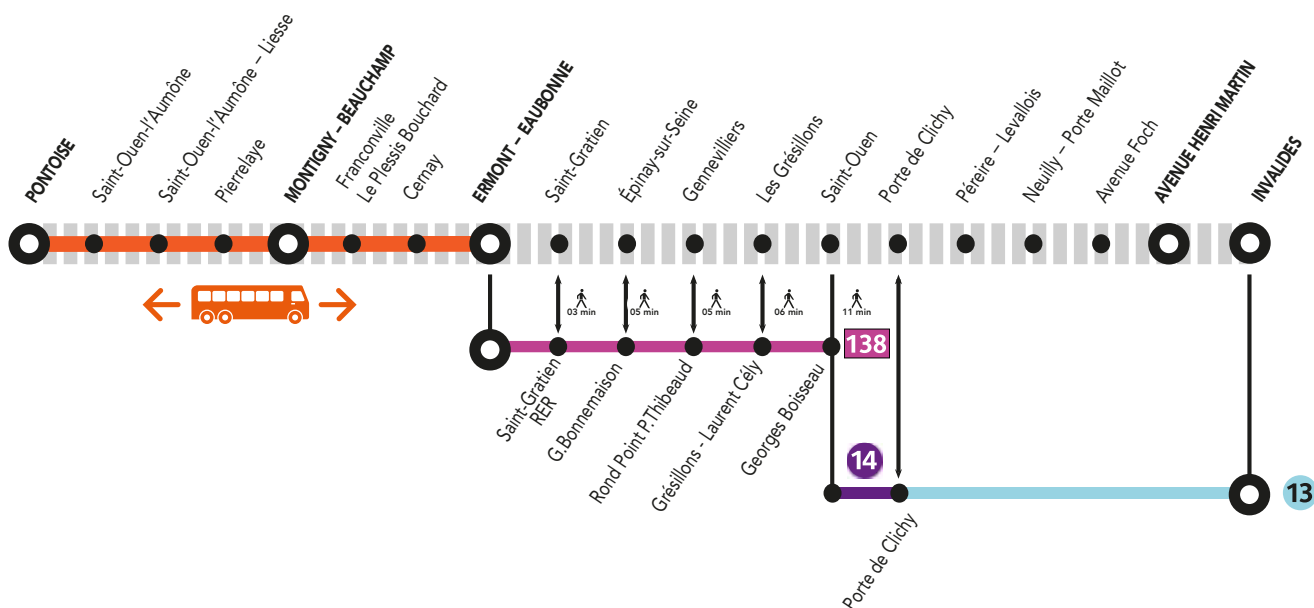 PONTOISE
Saint-Ouen-l'Aumône
Saint-Ouen-l'Aumône – Liesse
Pierrelaye
MONTIGNY – BEAUCHAMP
Franconville
Le Plessis Bouchard
Cernay
ERMONT – EAUBONNE
Saint-Gratien
Épinay-sur-Seine
Gennevilliers
Les Grésillons
Saint-Ouen
Porte de Clichy
Péreire – Levallois
Neuilly – Porte Maillot
Avenue Foch
AVENUE HENRI MARTIN
INVALIDES
03 min
05 min
05 min
06 min
11 min
138
Saint-Gratien
RER
G.Bonnemaison
Rond Point P.Thibeaud
Grésillons - Laurent Cély
Georges Boisseau
14
13
Porte de Clichy